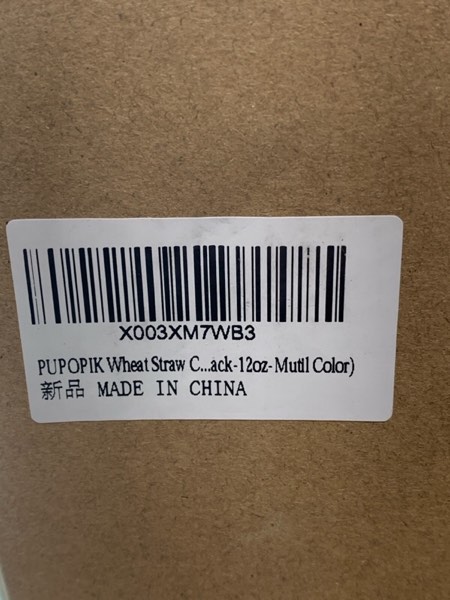 X003XM7WB3
PUPOPIK Wheat Straw C...ack-12oz- Mutil Color)
新品 MADE IN CHINA